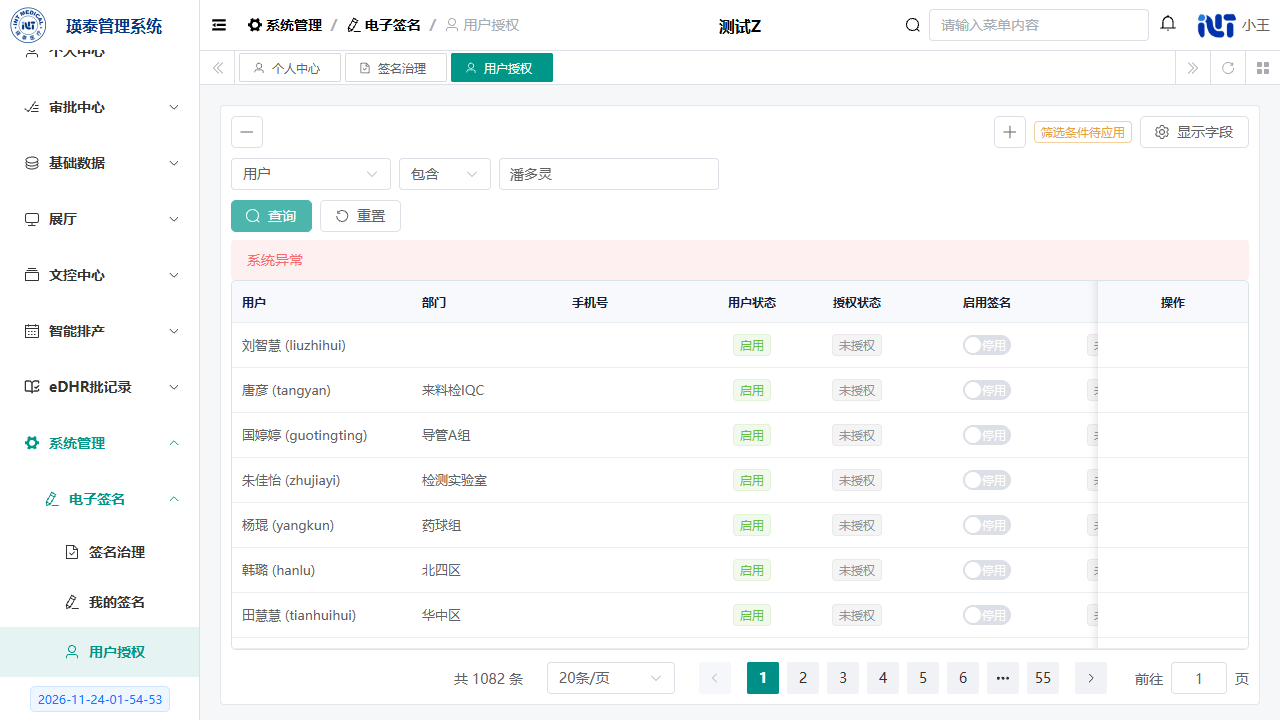 瑛泰管理系统
个人中心
审批中心
基础数据
展厅
文控中心
智能排产
eDHR批记录
系统管理
电子签名
签名治理
我的签名
用户授权
2026-11-24-01-54-53
系统管理 / 电子签名 / 用户授权
测试Z
请输入菜单内容
小王
个人中心 签名治理 用户授权
筛选条件待应用 显示字段
用户 包含 潘多灵
查询 重置
系统异常
用户 部门 手机号 用户状态 授权状态 启用签名 操作
刘智慧 (liuzhihui) 启用 未授权 停用
唐彦 (tangyan) 来料检IQC 启用 未授权 停用
国婷婷 (guotingting) 导管A组 启用 未授权 停用
朱佳怡 (zhujiayi) 检测实验室 启用 未授权 停用
杨琨 (yangkun) 药球组 启用 未授权 停用
韩璐 (hanlu) 北四区 启用 未授权 停用
田慧慧 (tianhuihui) 华中区 启用 未授权 停用
共 1082 条 20条/页 1 2 3 4 5 6 ••• 55 前往 1 页